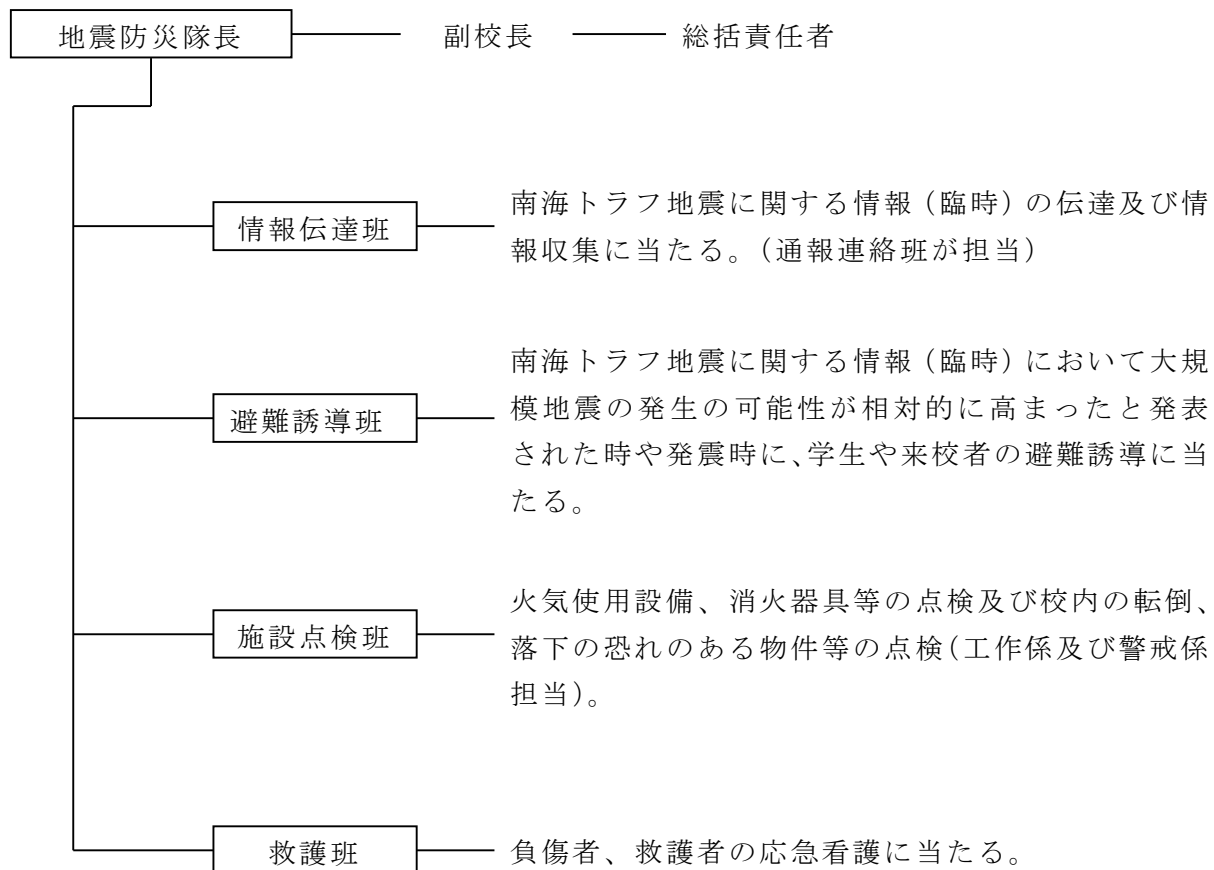 地震防災隊長 副校長 総括責任者
情報伝達班
南海トラフ地震に関する情報（臨時）の伝達及び情
報収集に当たる。（通報連絡班が担当）
避難誘導班
南海トラフ地震に関する情報（臨時）において大規
模地震の発生の可能性が相対的に高まったと発表
された時や発震時に、学生や来校者の避難誘導に当
たる。
施設点検班
火気使用設備、消火器具等の点検及び校内の転倒、
落下の恐れのある物件等の点検（工作係及び警戒係
担当）。
救護班
負傷者、救護者の応急看護に当たる。